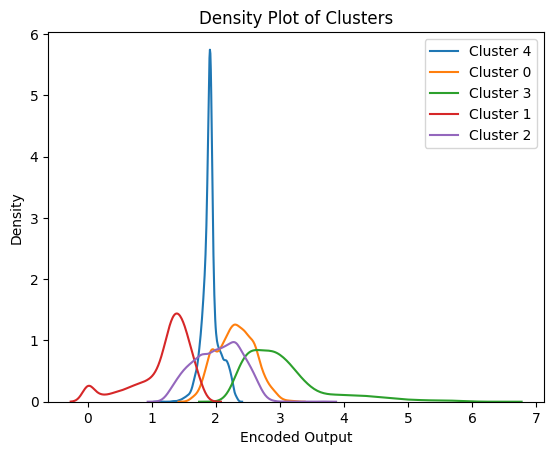 Density Plot of Clusters
Cluster 4
Cluster 0
Cluster 3
Cluster 1
Cluster 2
Density
6
5
4
3
2
1
0
0 1 2 3 4 5 6 7
Encoded Output